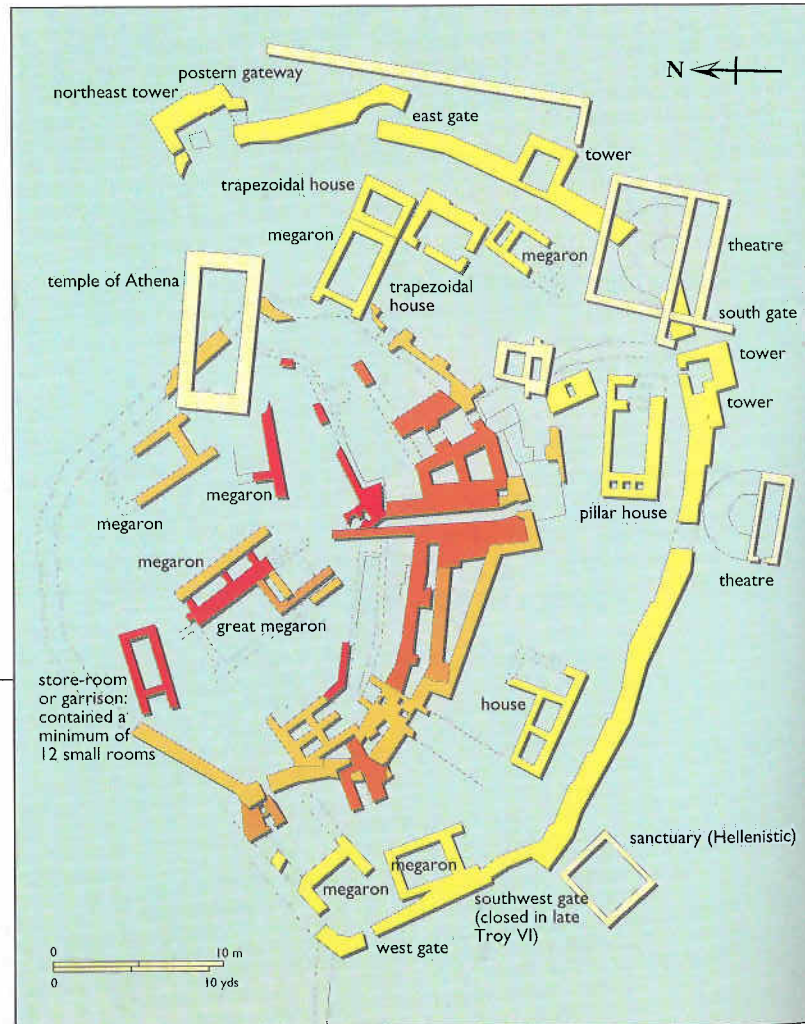 N
postern gateway
northeast tower
east gate
tower
trapezoidal house
megaron
megaron
theatre
temple of Athena
trapezoidal
house
south gate
tower
tower
megaron
megaron
pillar house
megaron
theatre
great megaron
store-room
or garrison:
contained a
minimum of
12 small rooms
house
sanctuary (Hellenistic)
megaron
megaron
southwest gate
(closed in late
Troy VI)
west gate
0
10 m
0
10 yds